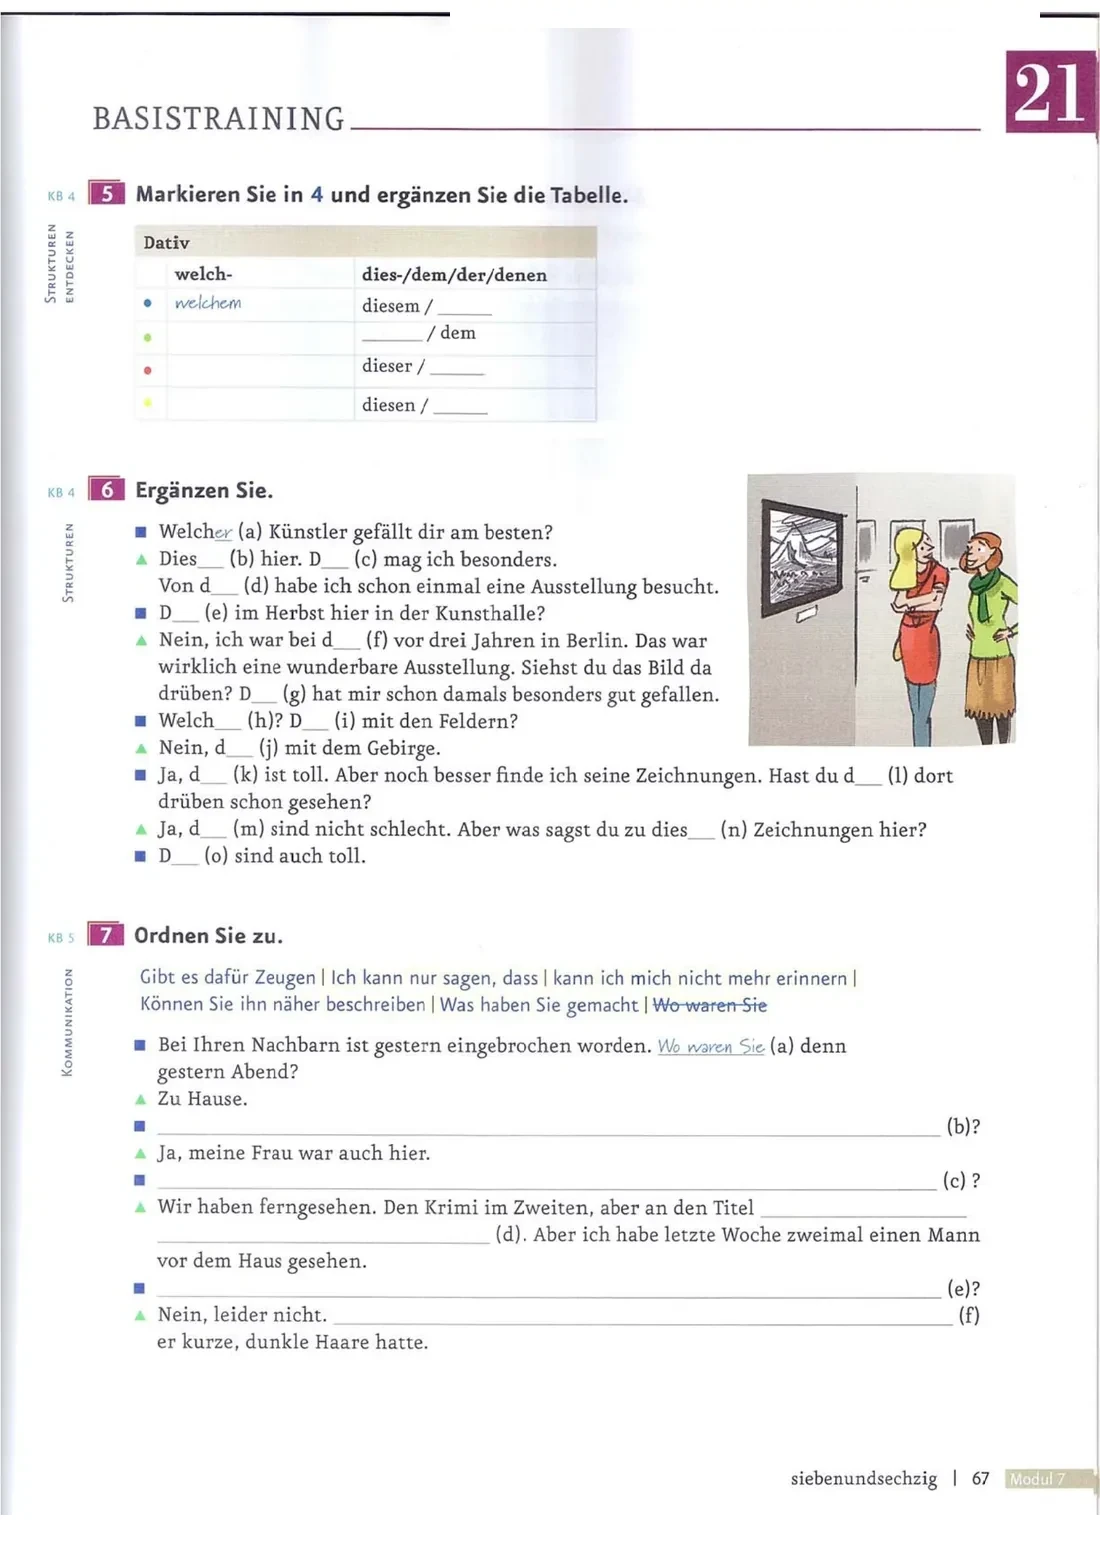 21
BASISTRAINING
KB 4 5 Markieren Sie in 4 und ergänzen Sie die Tabelle.
STRUKTUREN
ENTDECKEN
Dativ
welch- dies-/dem/der/denen
• welchem diesem / ______
• ______ / dem
• dieser / ______
• diesen / ______
KB 4 6 Ergänzen Sie.
STRUKTUREN
■ Welcher (a) Künstler gefällt dir am besten?
▲ Dies___ (b) hier. D___ (c) mag ich besonders.
Von d___ (d) habe ich schon einmal eine Ausstellung besucht.
■ D___ (e) im Herbst hier in der Kunsthalle?
▲ Nein, ich war bei d___ (f) vor drei Jahren in Berlin. Das war
wirklich eine wunderbare Ausstellung. Siehst du das Bild da
drüben? D___ (g) hat mir schon damals besonders gut gefallen.
■ Welch___ (h)? D___ (i) mit den Feldern?
▲ Nein, d___ (j) mit dem Gebirge.
■ Ja, d___ (k) ist toll. Aber noch besser finde ich seine Zeichnungen. Hast du d___ (l) dort
drüben schon gesehen?
▲ Ja, d___ (m) sind nicht schlecht. Aber was sagst du zu dies___ (n) Zeichnungen hier?
■ D___ (o) sind auch toll.
KB 5 7 Ordnen Sie zu.
KOMMUNIKATION
Gibt es dafür Zeugen | Ich kann nur sagen, dass | kann ich mich nicht mehr erinnern |
Können Sie ihn näher beschreiben | Was haben Sie gemacht | Wo waren Sie
■ Bei Ihren Nachbarn ist gestern eingebrochen worden. Wo waren Sie (a) denn
gestern Abend?
▲ Zu Hause.
■ ______ (b)?
▲ Ja, meine Frau war auch hier.
■ ______ (c) ?
▲ Wir haben ferngesehen. Den Krimi im Zweiten, aber an den Titel ______
______ (d). Aber ich habe letzte Woche zweimal einen Mann
vor dem Haus gesehen.
■ ______ (e)?
▲ Nein, leider nicht. ______ (f)
er kurze, dunkle Haare hatte.
siebenundsechzig | 67 Modul 7